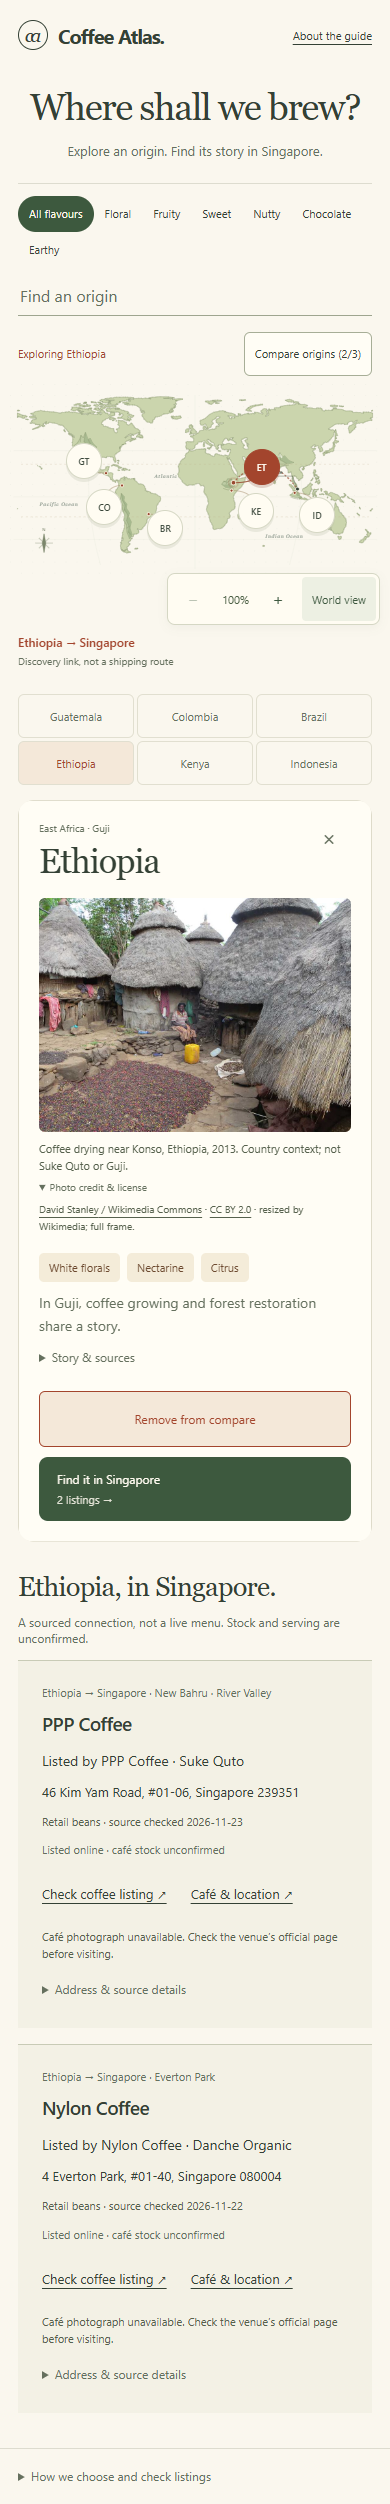 Coffee Atlas.
About the guide
Where shall we brew?
Explore an origin. Find its story in Singapore.
All flavours
Floral
Fruity
Sweet
Nutty
Chocolate
Earthy
Find an origin
Exploring Ethiopia
Compare origins (2/3)
GT
CO
BR
ET
KE
ID
Atlantic
Pacific Ocean
Indian Ocean
N
− 100% + World view
Ethiopia → Singapore
Discovery link, not a shipping route
Guatemala
Colombia
Brazil
Ethiopia
Kenya
Indonesia
East Africa · Guji
Ethiopia
×
Coffee drying near Konso, Ethiopia, 2013. Country context; not
Suke Quto or Guji.
▼ Photo credit & license
David Stanley / Wikimedia Commons · CC BY 2.0 · resized by
Wikimedia; full frame.
White florals
Nectarine
Citrus
In Guji, coffee growing and forest restoration
share a story.
▶ Story & sources
Remove from compare
Find it in Singapore
2 listings →
Ethiopia, in Singapore.
A sourced connection, not a live menu. Stock and serving are
unconfirmed.
Ethiopia → Singapore · New Bahru · River Valley
PPP Coffee
Listed by PPP Coffee · Suke Quto
46 Kim Yam Road, #01-06, Singapore 239351
Retail beans · source checked 2026-11-23
Listed online · café stock unconfirmed
Check coffee listing ↗
Café & location ↗
Café photograph unavailable. Check the venue's official page
before visiting.
▶ Address & source details
Ethiopia → Singapore · Everton Park
Nylon Coffee
Listed by Nylon Coffee · Danche Organic
4 Everton Park, #01-40, Singapore 080004
Retail beans · source checked 2026-11-22
Listed online · café stock unconfirmed
Check coffee listing ↗
Café & location ↗
Café photograph unavailable. Check the venue's official page
before visiting.
▶ Address & source details
▶ How we choose and check listings